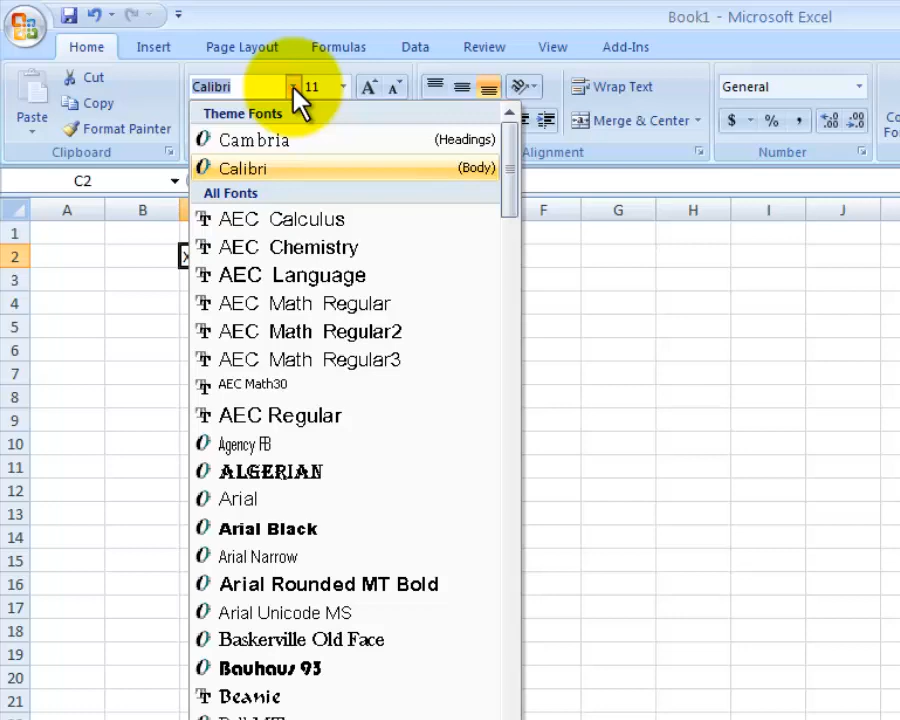 Book1 - Microsoft Excel
Home Insert Page Layout Formulas Data Review View Add-Ins
Cut
Copy
Format Painter
Paste
Clipboard
Calibri 11
A A
Wrap Text
Merge & Center
Alignment
General
$ % ,
Number
C2
Theme Fonts
Cambria (Headings)
Calibri (Body)
All Fonts
AEC Calculus
AEC Chemistry
AEC Language
AEC Math Regular
AEC Math Regular2
AEC Math Regular3
AEC Math30
AEC Regular
Agency FB
ALGERIAN
Arial
Arial Black
Arial Narrow
Arial Rounded MT Bold
Arial Unicode MS
Baskerville Old Face
Bauhaus 93
Beanie
A B F G H I J
1
2 X
3
4
5
6
7
8
9
10
11
12
13
14
15
16
17
18
19
20
21